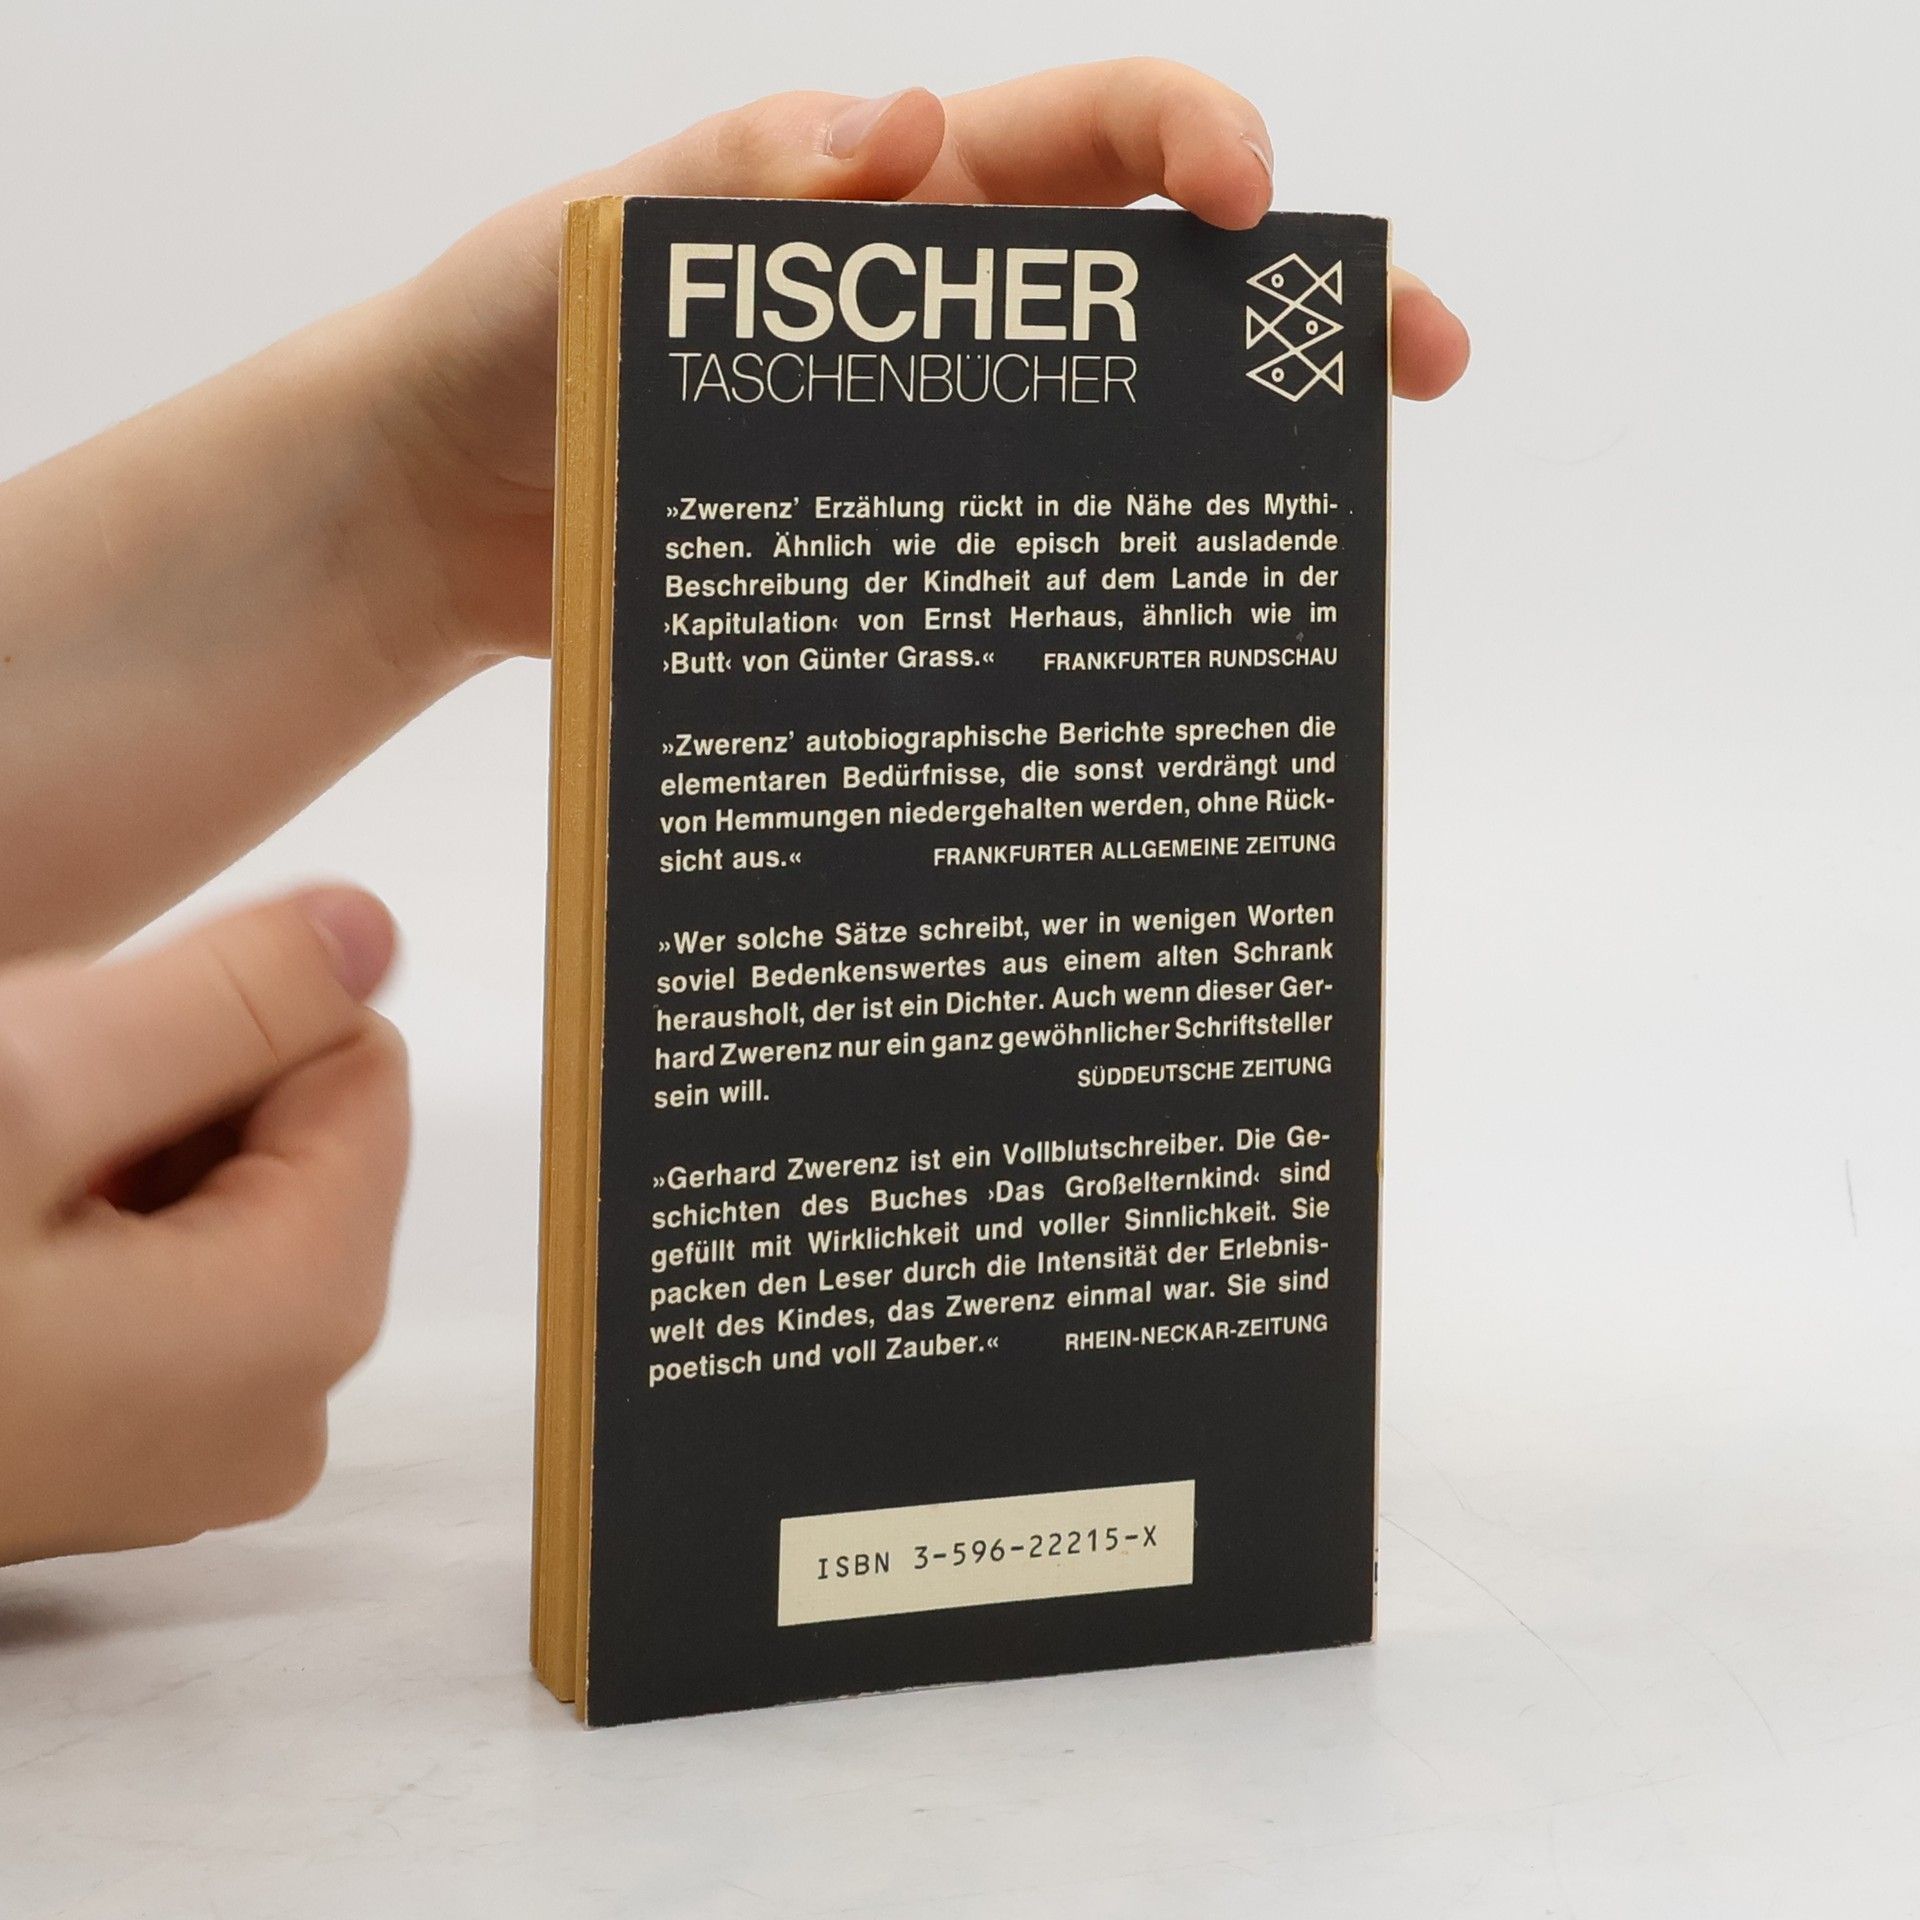 FISCHER
TASCHENBÜCHER
»Zwerenz’ Erzählung rückt in die Nähe des Mythi-
schen. Ähnlich wie die episch breit ausladende
Beschreibung der Kindheit auf dem Lande in der
›Kapitulation‹ von Ernst Herhaus, ähnlich wie im
›Butt‹ von Günter Grass.« FRANKFURTER RUNDSCHAU
»Zwerenz’ autobiographische Berichte sprechen die
elementaren Bedürfnisse, die sonst verdrängt und
von Hemmungen niedergehalten werden, ohne Rück-
sicht aus.« FRANKFURTER ALLGEMEINE ZEITUNG
»Wer solche Sätze schreibt, wer in wenigen Worten
soviel Bedenkenswertes aus einem alten Schrank
herausholt, der ist ein Dichter. Auch wenn dieser Ger-
hard Zwerenz nur ein ganz gewöhnlicher Schriftsteller
sein will. SÜDDEUTSCHE ZEITUNG
»Gerhard Zwerenz ist ein Vollblutschreiber. Die Ge-
schichten des Buches ›Das Großelternkind‹ sind
gefüllt mit Wirklichkeit und voller Sinnlichkeit. Sie
packen den Leser durch die Intensität der Erlebnis-
welt des Kindes, das Zwerenz einmal war. Sie sind
poetisch und voll Zauber.« RHEIN-NECKAR-ZEITUNG
ISBN 3-596-22215-X